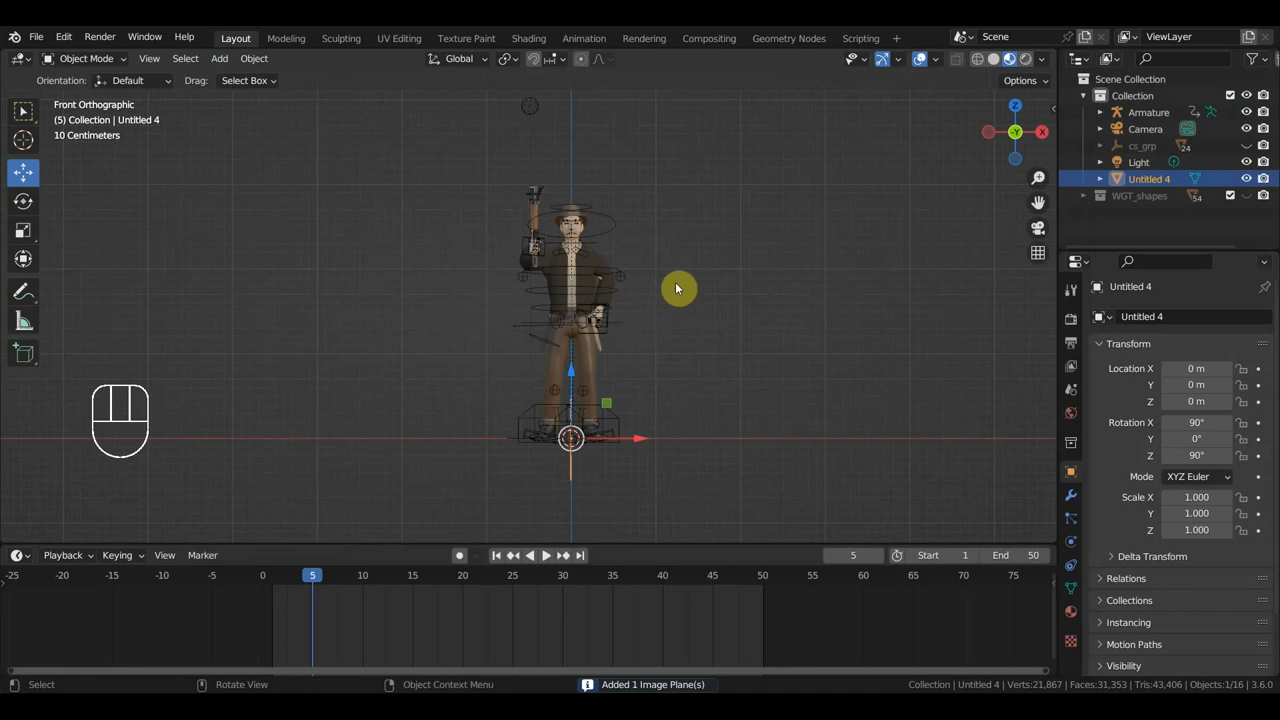 File Edit Render Window Help Layout Modeling Sculpting UV Editing Texture Paint Shading Animation Rendering Compositing Geometry Nodes Scripting + Scene ViewLayer
Object Mode View Select Add Object Global
Orientation: Default Drag: Select Box Options
Front Orthographic
(5) Collection | Untitled 4
10 Centimeters
Z
X
-Y
Scene Collection
Collection
Armature
Camera
cs_grp 24
Light
Untitled 4
WGT_shapes 54
Untitled 4
Untitled 4
Transform
Location X 0 m
Y 0 m
Z 0 m
Rotation X 90°
Y 0°
Z 90°
Mode XYZ Euler
Scale X 1.000
Y 1.000
Z 1.000
Delta Transform
Relations
Collections
Instancing
Motion Paths
Visibility
Playback Keying View Marker 5 Start 1 End 50
-25 -20 -15 -10 -5 0 5 10 15 20 25 30 35 40 45 50 55 60 65 70 75
Select Rotate View Object Context Menu Added 1 Image Plane(s) Collection | Untitled 4 | Verts:21,867 | Faces:31,353 | Tris:43,406 | Objects:1/16 | 3.6.0